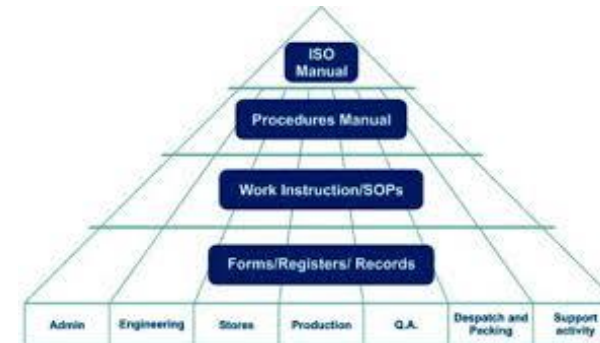 ISO
Manual
Procedures Manual
Work Instruction/SOPs
Forms/Registers/ Records
Admin Engineering Stores Production Q.A. Despatch and Packing Support activity